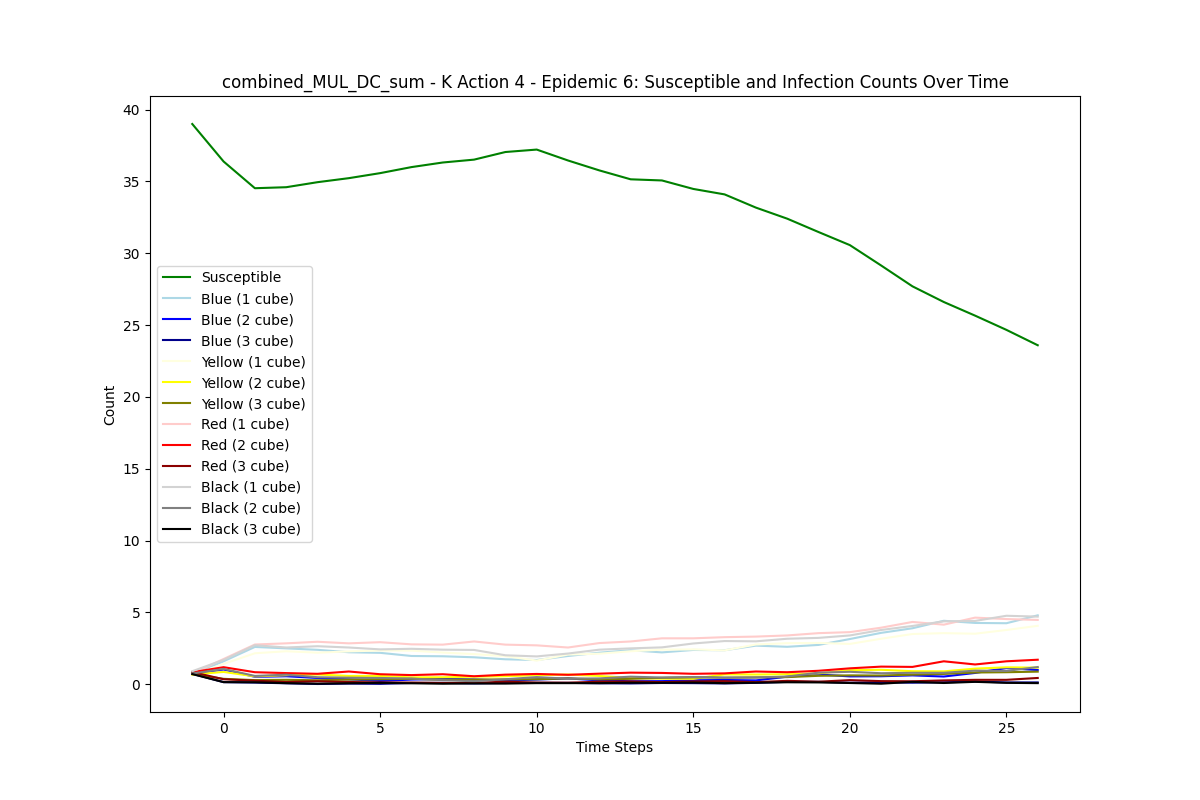 combined_MUL_DC_sum - K Action 4 - Epidemic 6: Susceptible and Infection Counts Over Time
40
35
30
25
20
15
10
5
0
Count
Susceptible
Blue (1 cube)
Blue (2 cube)
Blue (3 cube)
Yellow (1 cube)
Yellow (2 cube)
Yellow (3 cube)
Red (1 cube)
Red (2 cube)
Red (3 cube)
Black (1 cube)
Black (2 cube)
Black (3 cube)
0 5 10 15 20 25
Time Steps